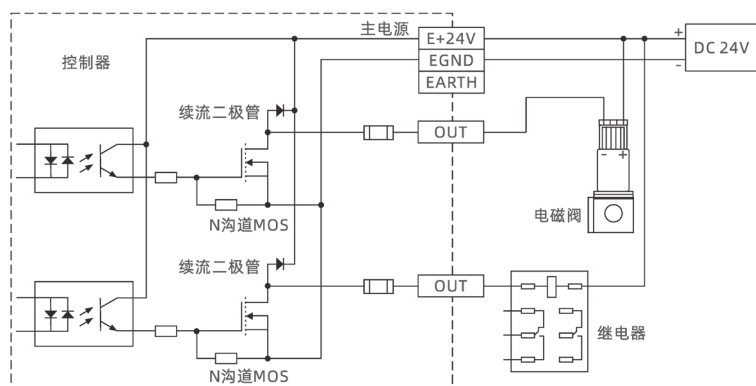 主电源
E+24V
+
DC 24V
控制器
EGND
-
EARTH
续流二极管
OUT
- +
N沟道MOS
电磁阀
续流二极管
OUT
继电器
N沟道MOS